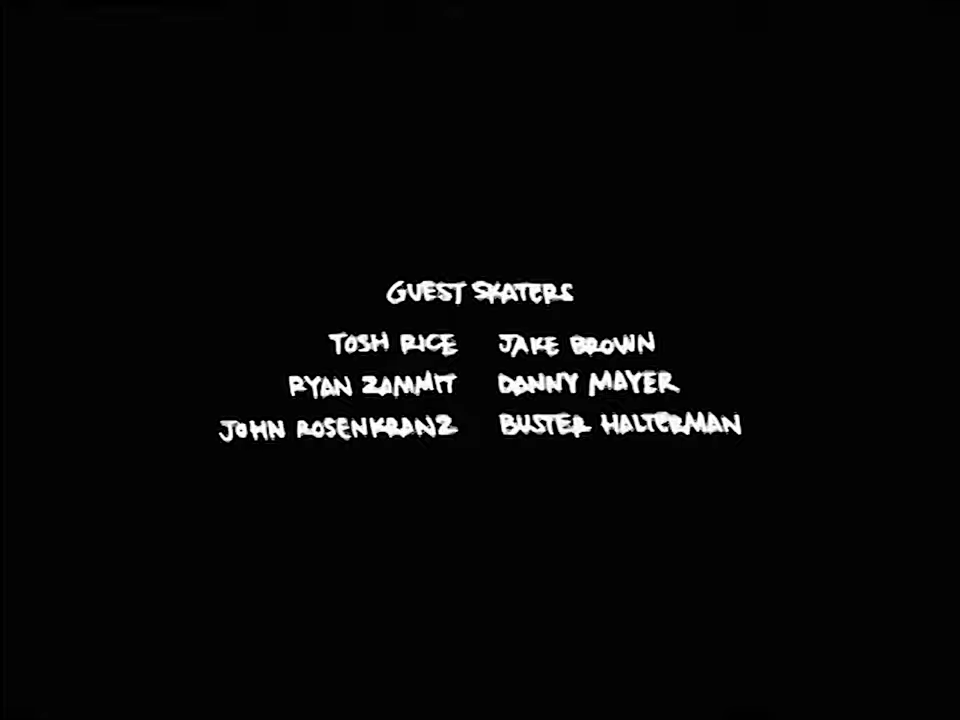 GUEST SKATERS
TOSH RICE JAKE BROWN
RYAN ZAMMIT DANNY MAYER
JOHN ROSENKRANZ BUSTER HALTERMAN